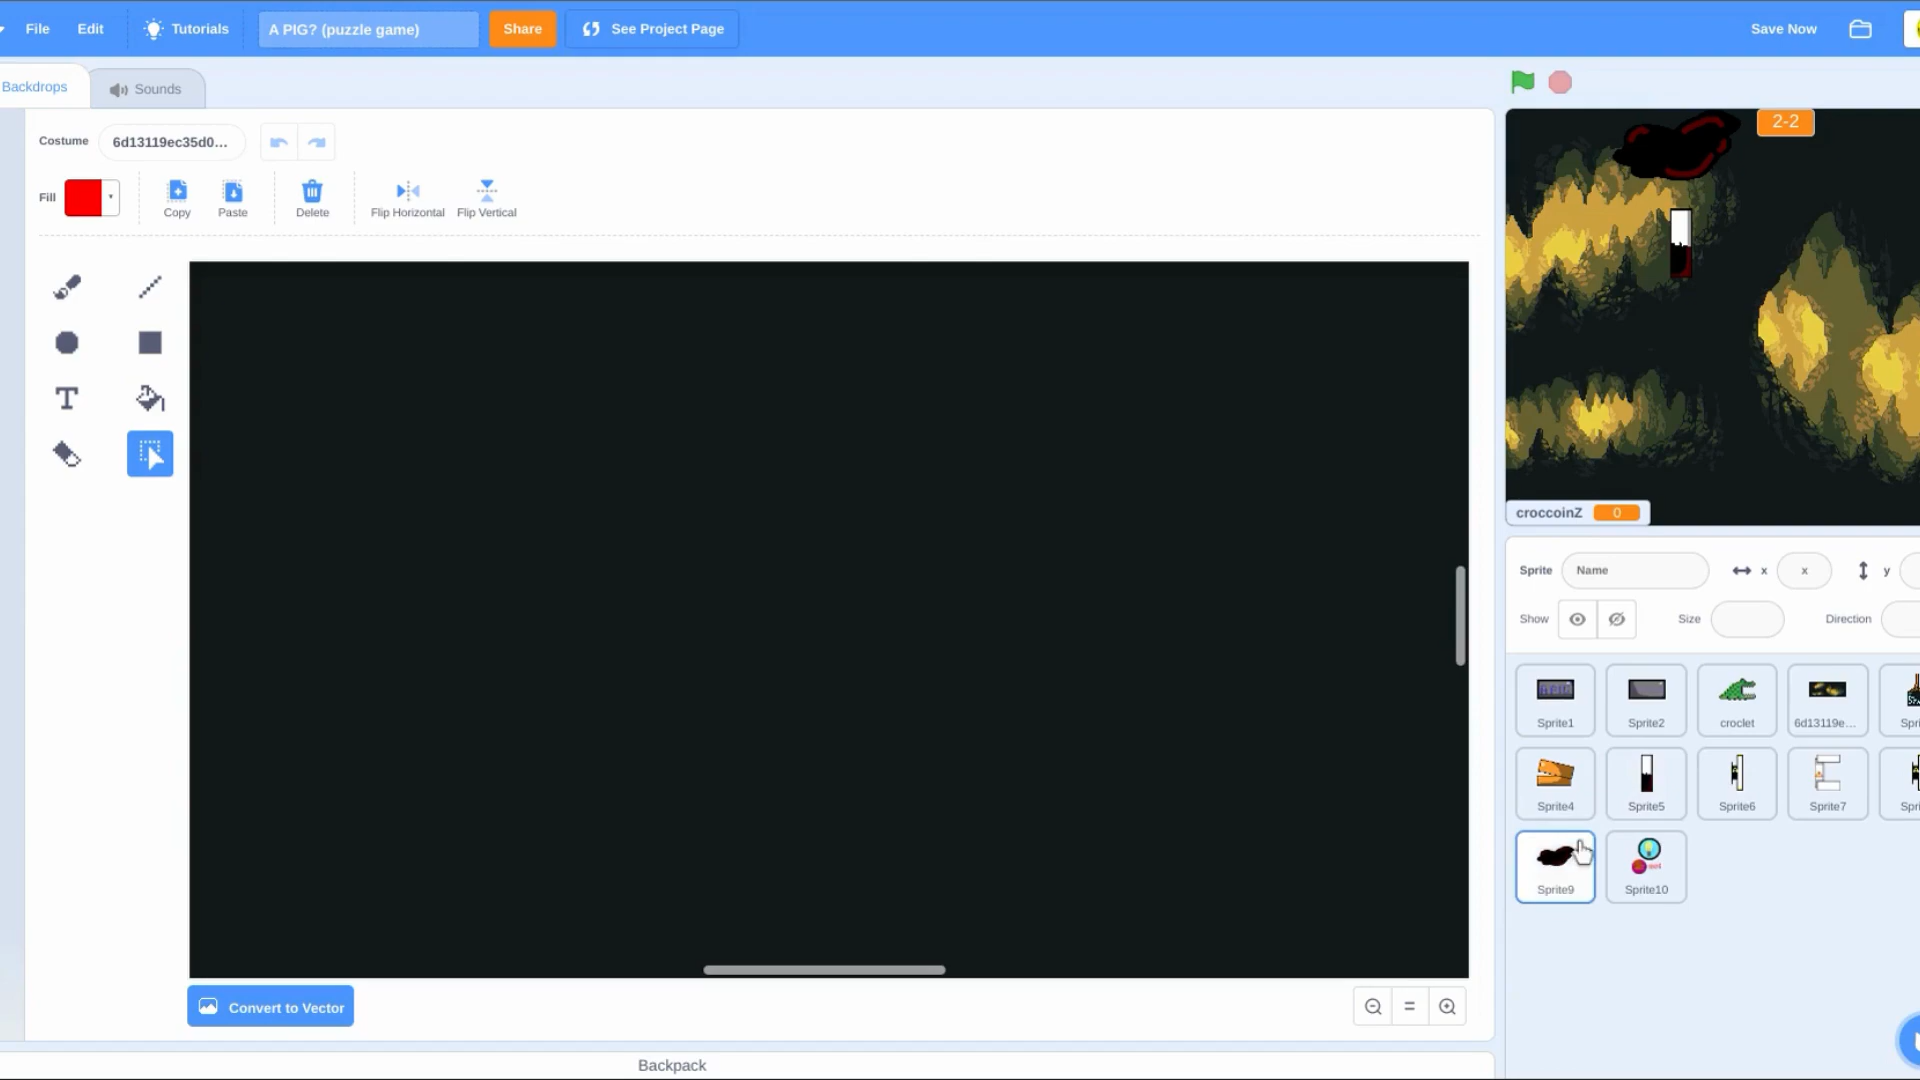 File Edit Tutorials A PIG? (puzzle game) Share See Project Page Save Now
Backdrops Sounds
2-2
Costume 6d13119ec35d0...
Fill Copy Paste Delete Flip Horizontal Flip Vertical
T
croccoinZ 0
Sprite Name x x y
Show Size Direction
Sprite1 Sprite2 croclet 6d13119e... Spri
Sprite4 Sprite5 Sprite6 Sprite7 Spri
Sprite9 Sprite10
Convert to Vector
Backpack